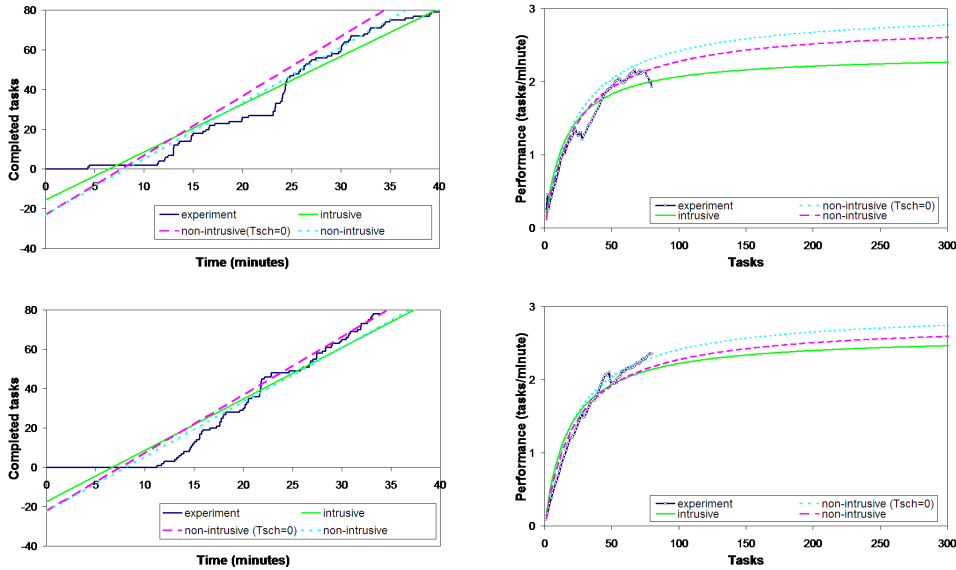 80
60
40
20
0
-20
-40
Completed tasks
0
5
10
15
20
25
30
35
40
experiment
intrusive
non-intrusive(Tsch=0)
non-intrusive
Time (minutes)
3
2
1
0
Performance (tasks/minute)
experiment
non-intrusive (Tsch=0)
intrusive
non-intrusive
0
50
100
150
200
250
300
Tasks
80
60
40
20
0
-20
-40
Completed tasks
0
5
10
15
20
25
30
35
40
experiment
intrusive
non-intrusive (Tsch=0)
non-intrusive
Time (minutes)
3
2
1
0
Performance (tasks/minute)
experiment
non-intrusive (Tsch=0)
intrusive
non-intrusive
0
50
100
150
200
250
300
Tasks